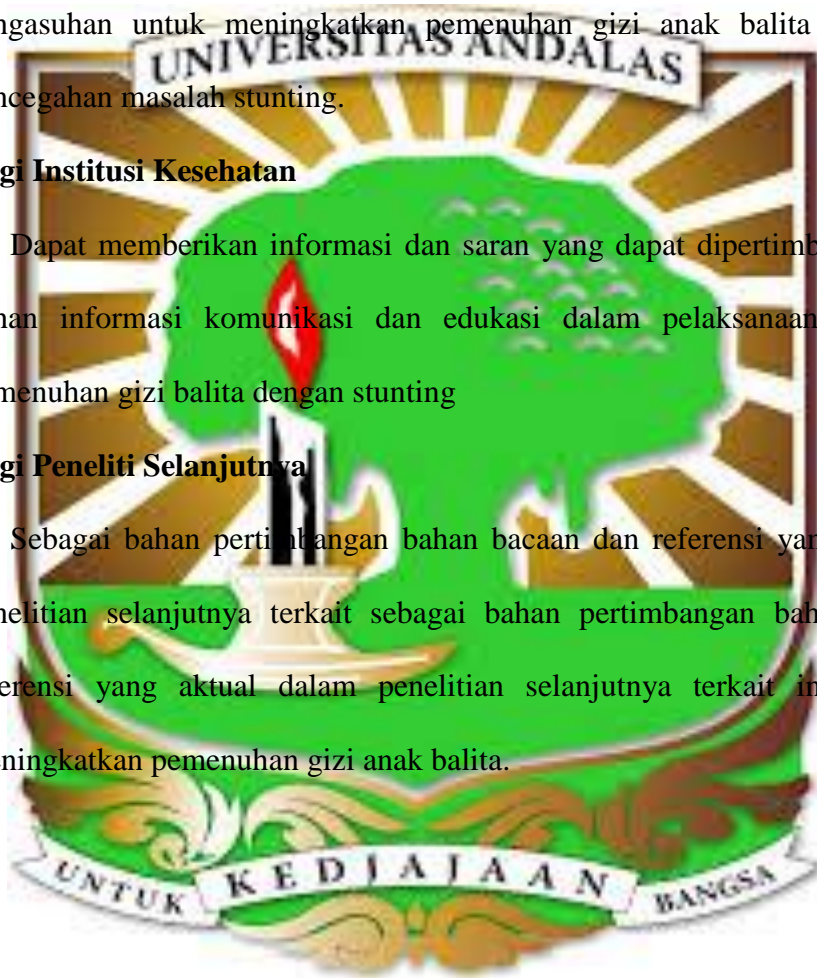 ngasuhan untuk meningkatkan pemenuhan gizi anak balita
UNIVERSITAS ANDALAS
ncegahan masalah stunting.
gi Institusi Kesehatan
Dapat memberikan informasi dan saran yang dapat dipertimb
han informasi komunikasi dan edukasi dalam pelaksanaan
menuhan gizi balita dengan stunting
gi Peneliti Selanjutnya
Sebagai bahan pertimbangan bahan bacaan dan referensi yan
nelitian selanjutnya terkait sebagai bahan pertimbangan bah
erensi yang aktual dalam penelitian selanjutnya terkait in
eningkatkan pemenuhan gizi anak balita.
UNTUK KEDJAJAAN BANGSA